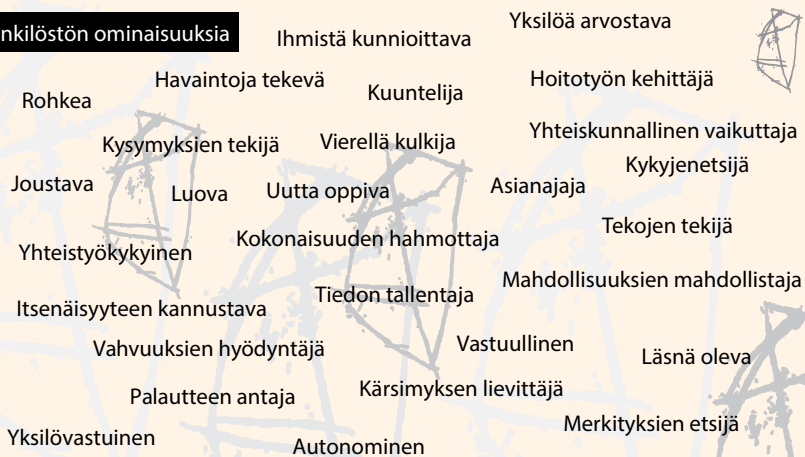 nkilöstön ominaisuuksia
Ihmistä kunnioittava
Yksilöä arvostava
Havaintoja tekevä
Kuuntelija
Hoitotyön kehittäjä
Rohkea
Kysymyksien tekijä
Vierellä kulkija
Yhteiskunnallinen vaikuttaja
Kykyjenetsijä
Joustava
Luova
Uutta oppiva
Asianajaja
Tekojen tekijä
Yhteistyökykyinen
Kokonaisuuden hahmottaja
Mahdollisuuksien mahdollistaja
Itsenäisyyteen kannustava
Tiedon tallentaja
Vahvuuksien hyödyntäjä
Vastuullinen
Läsnä oleva
Palautteen antaja
Kärsimyksen lievittäjä
Merkityksien etsijä
Yksilövastuinen
Autonominen